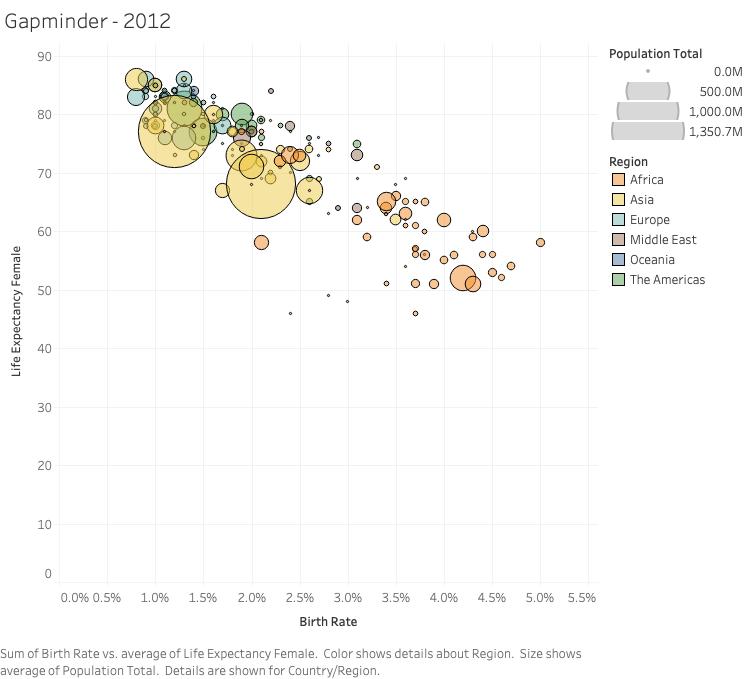 Gapminder - 2012
Life Expectancy Female
90
80
70
60
50
40
30
20
10
0
0.0% 0.5% 1.0% 1.5% 2.0% 2.5% 3.0% 3.5% 4.0% 4.5% 5.0% 5.5%
Birth Rate
Population Total
0.0M
500.0M
1,000.0M
1,350.7M
Region
Africa
Asia
Europe
Middle East
Oceania
The Americas
Sum of Birth Rate vs. average of Life Expectancy Female. Color shows details about Region. Size shows
average of Population Total. Details are shown for Country/Region.